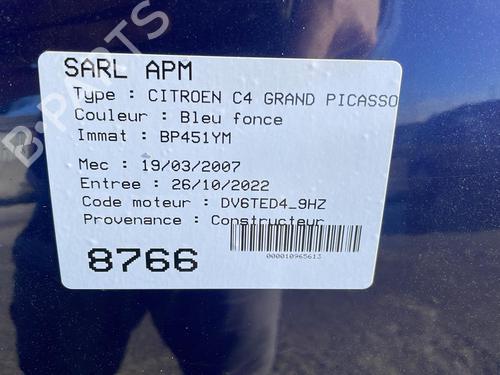 SARL APM
Type : CITROEN C4 GRAND PICASSO
Couleur : Bleu fonce
Immat : BP451YM
Mec : 19/03/2007
Entree : 26/10/2022
Code moteur : DV6TED4_9HZ
Provenance : Constructeur
8766
000010965613